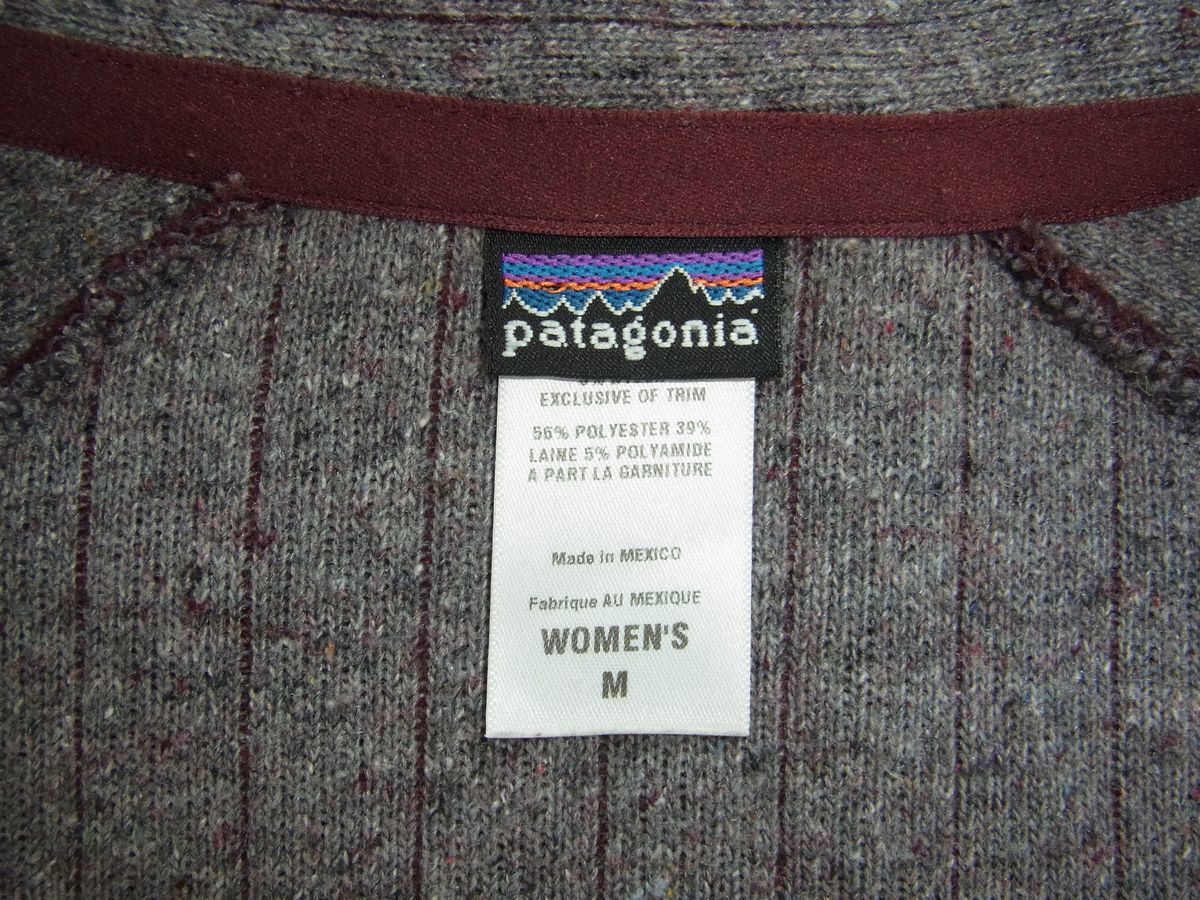 patagonia
EXCLUSIVE OF TRIM
56% POLYESTER 39%
LAINE 5% POLYAMIDE
A PART LA GARNITURE
Made in MEXICO
Fabrique AU MEXIQUE
WOMEN'S
M